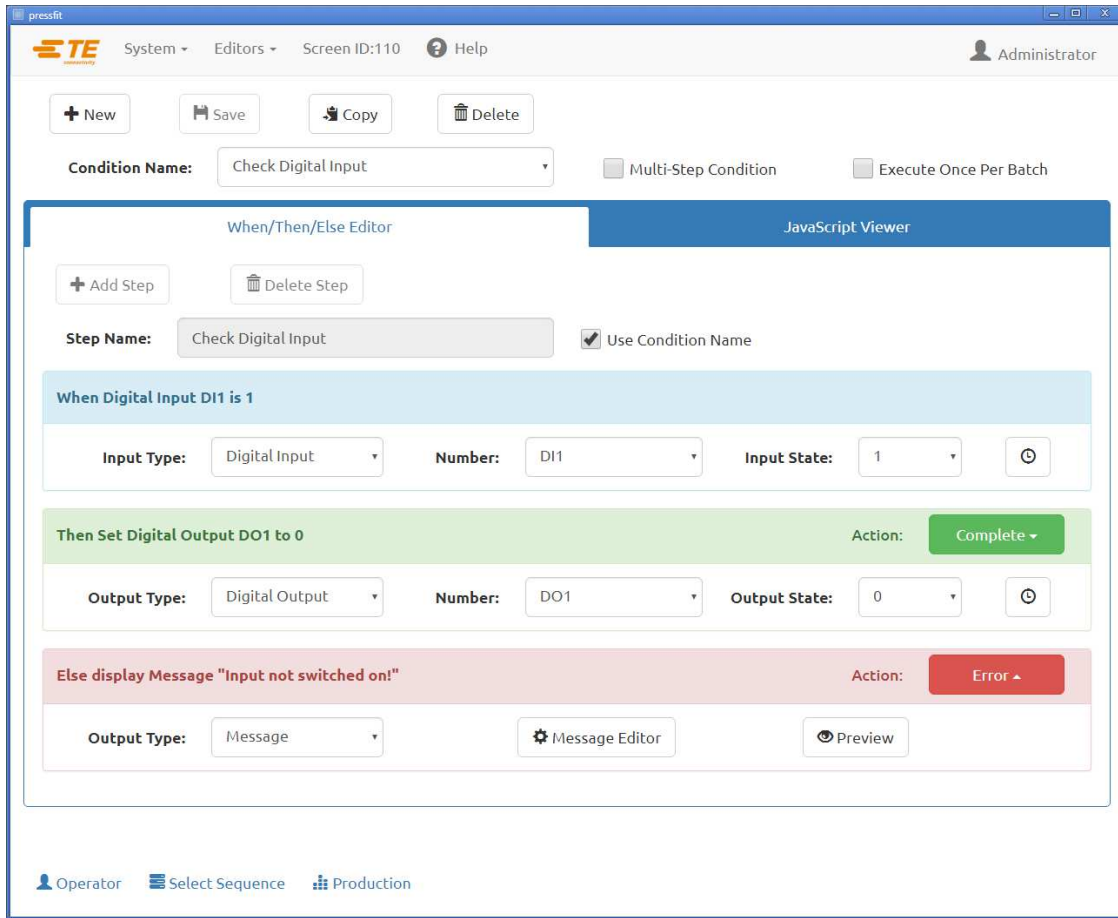 pressfit
TE connectivity System Editors Screen ID:110 Help Administrator
New Save Copy Delete
Condition Name: Check Digital Input Multi-Step Condition Execute Once Per Batch
When/Then/Else Editor JavaScript Viewer
Add Step Delete Step
Step Name: Check Digital Input Use Condition Name
When Digital Input DI1 is 1
Input Type: Digital Input Number: DI1 Input State: 1
Then Set Digital Output DO1 to 0 Action: Complete
Output Type: Digital Output Number: DO1 Output State: 0
Else display Message "Input not switched on!" Action: Error
Output Type: Message Message Editor Preview
Operator Select Sequence Production